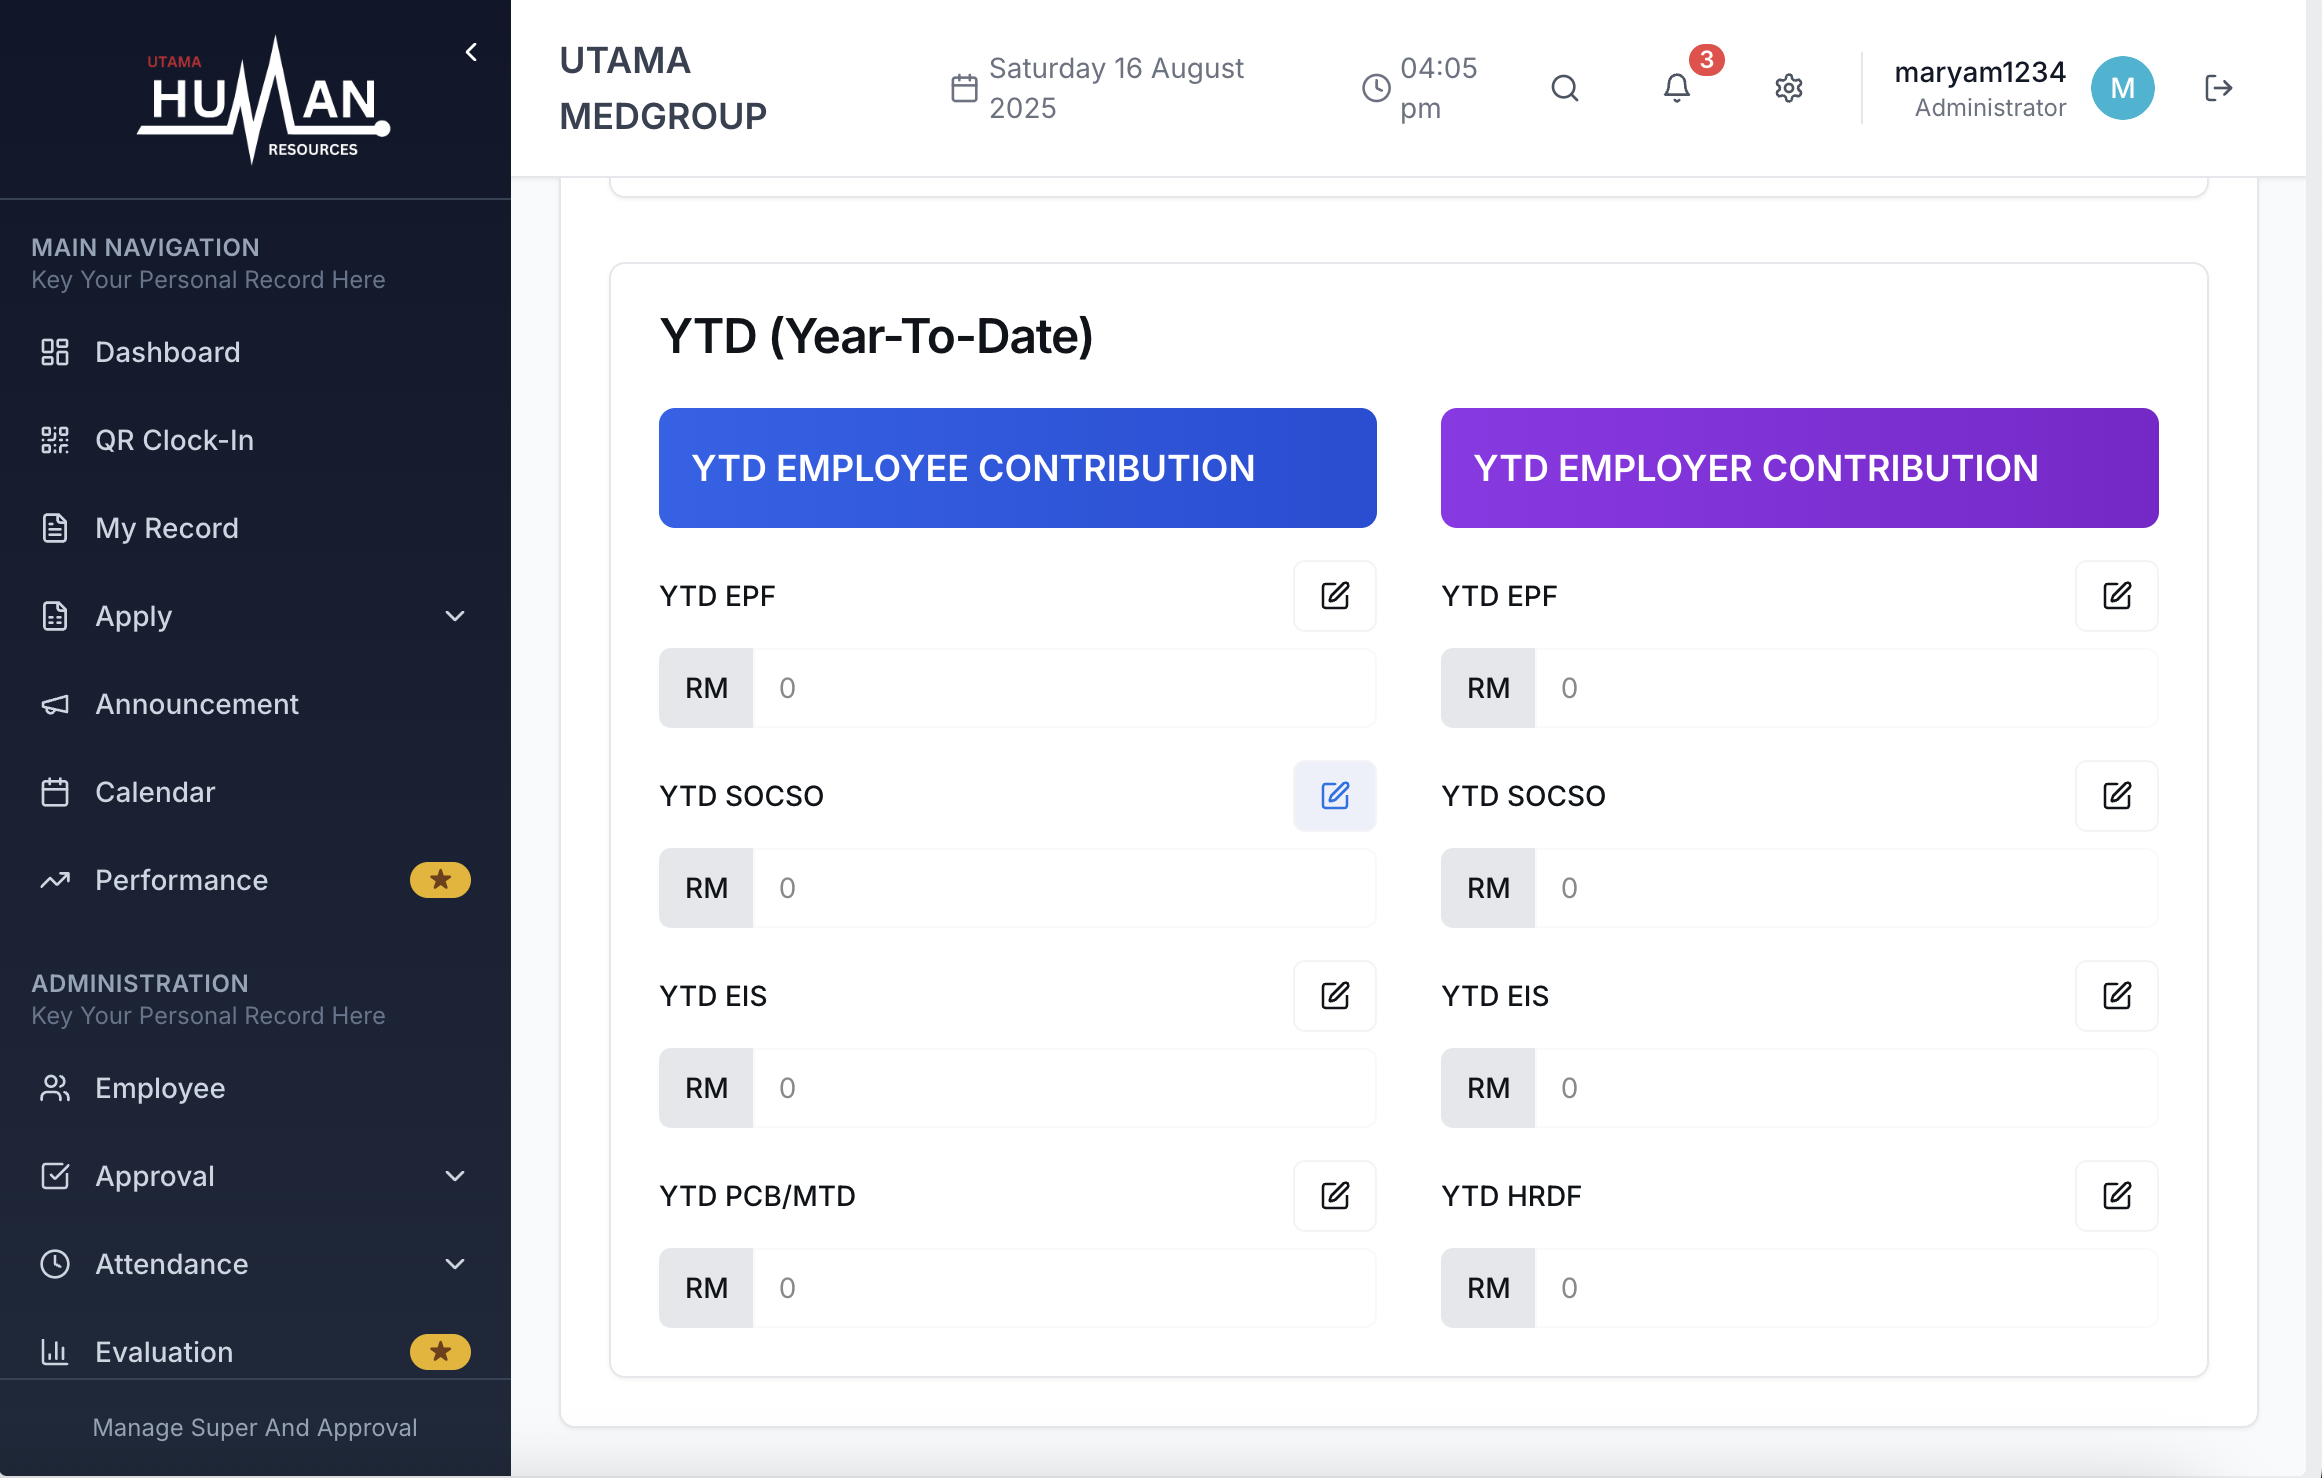 UTAMA
HUMAN
RESOURCES
MAIN NAVIGATION
Key Your Personal Record Here
Dashboard
QR Clock-In
My Record
Apply
Announcement
Calendar
Performance
ADMINISTRATION
Key Your Personal Record Here
Employee
Approval
Attendance
Evaluation
Manage Super And Approval
UTAMA
MEDGROUP
Saturday 16 August
2025
04:05
pm
3
maryam1234
Administrator
M
YTD (Year-To-Date)
YTD EMPLOYEE CONTRIBUTION
YTD EPF
RM 0
YTD SOCSO
RM 0
YTD EIS
RM 0
YTD PCB/MTD
RM 0
YTD EMPLOYER CONTRIBUTION
YTD EPF
RM 0
YTD SOCSO
RM 0
YTD EIS
RM 0
YTD HRDF
RM 0